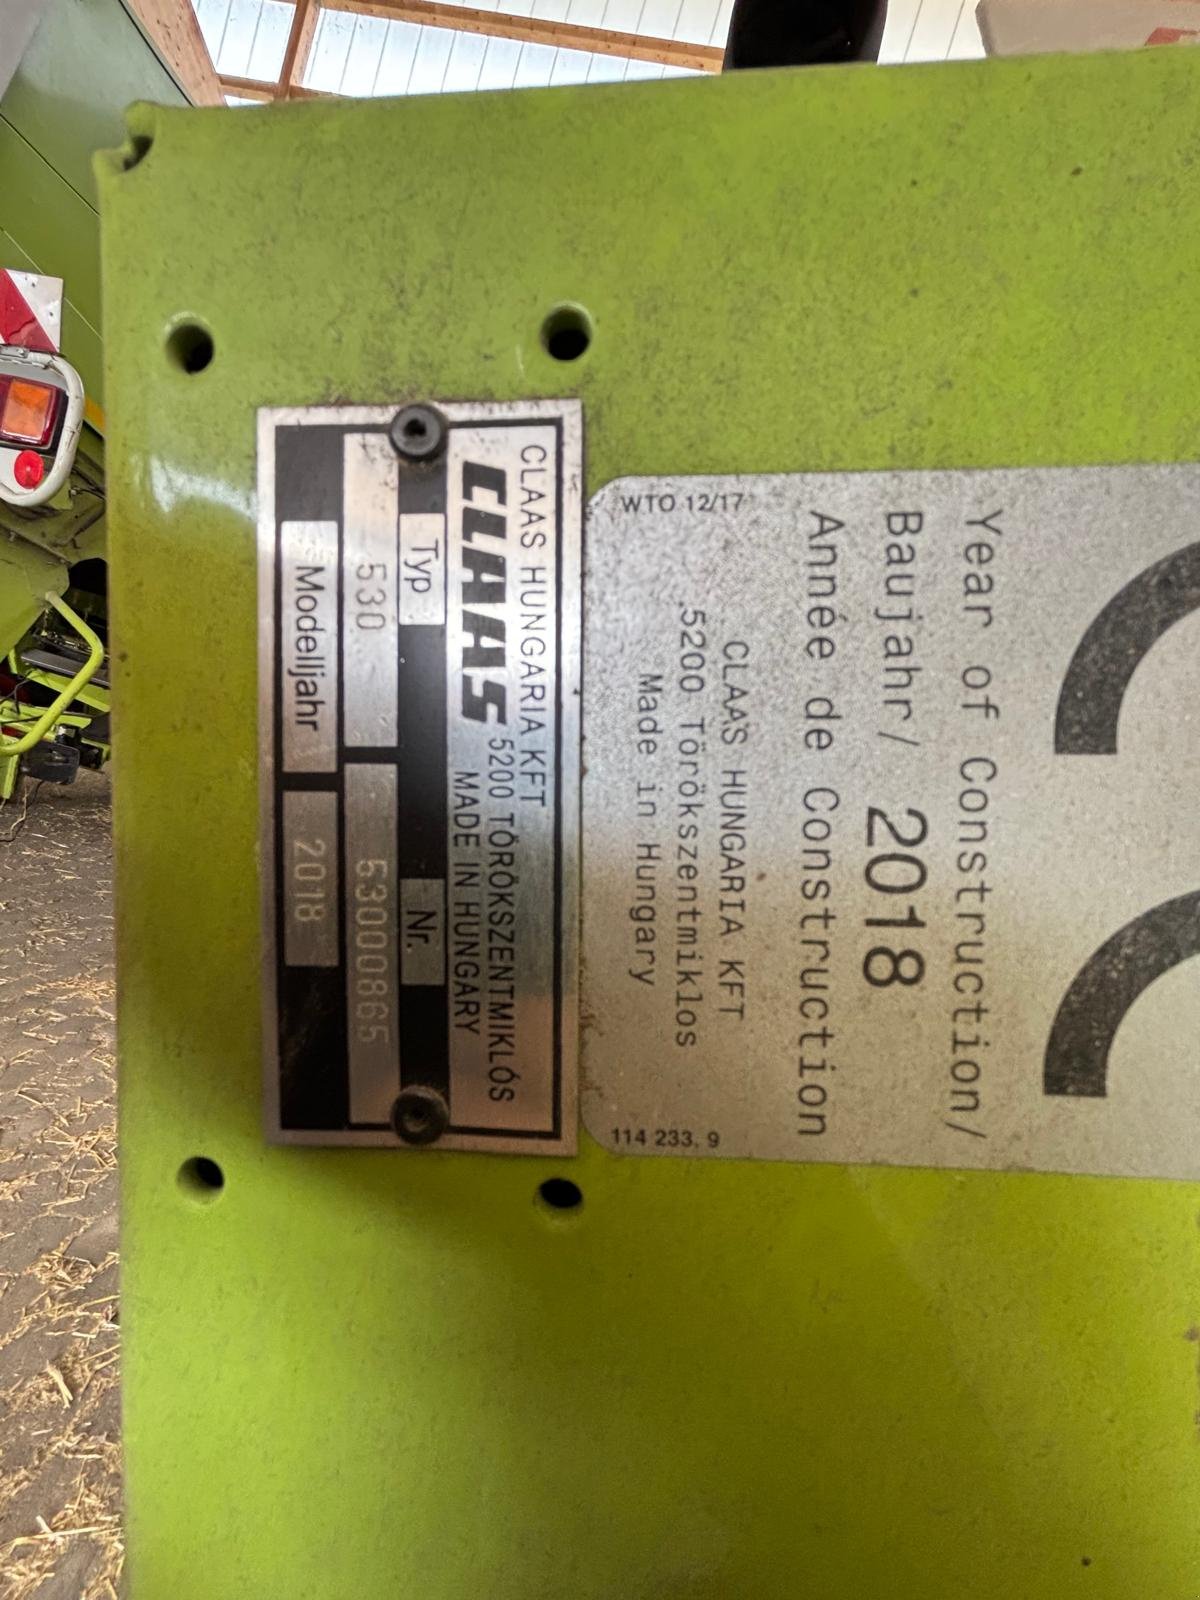 CLAAS HUNGARIA KFT
CLAAS 5200 TÖRÖKSZENTMIKLÓS
MADE IN HUNGARY
Typ Nr.
530 53000865
Modelljahr 2018
Year of Construction/
Baujahr/ 2018
Année de Construction
CLAAS HUNGARIA KFT
5200 Törökszentmiklos
Made in Hungary
WTO 12/17 114 233. 9